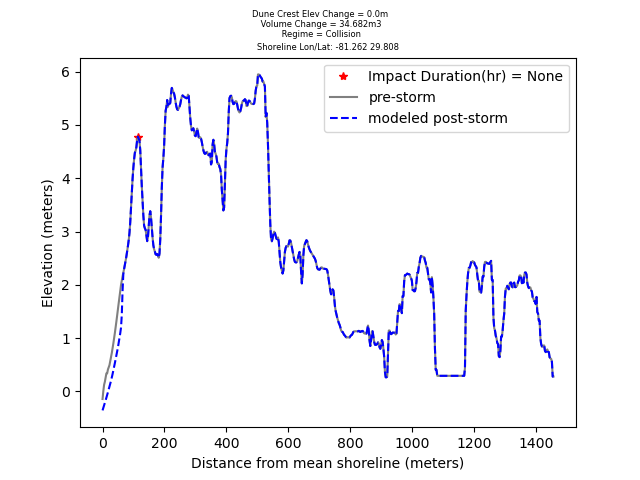 Dune Crest Elev Change = 0.0m
Volume Change = 34.682m3
Regime = Collision
Shoreline Lon/Lat: -81.262 29.808
Impact Duration(hr) = None
pre-storm
modeled post-storm
6
5
4
3
2
1
0
Elevation (meters)
0 200 400 600 800 1000 1200 1400
Distance from mean shoreline (meters)